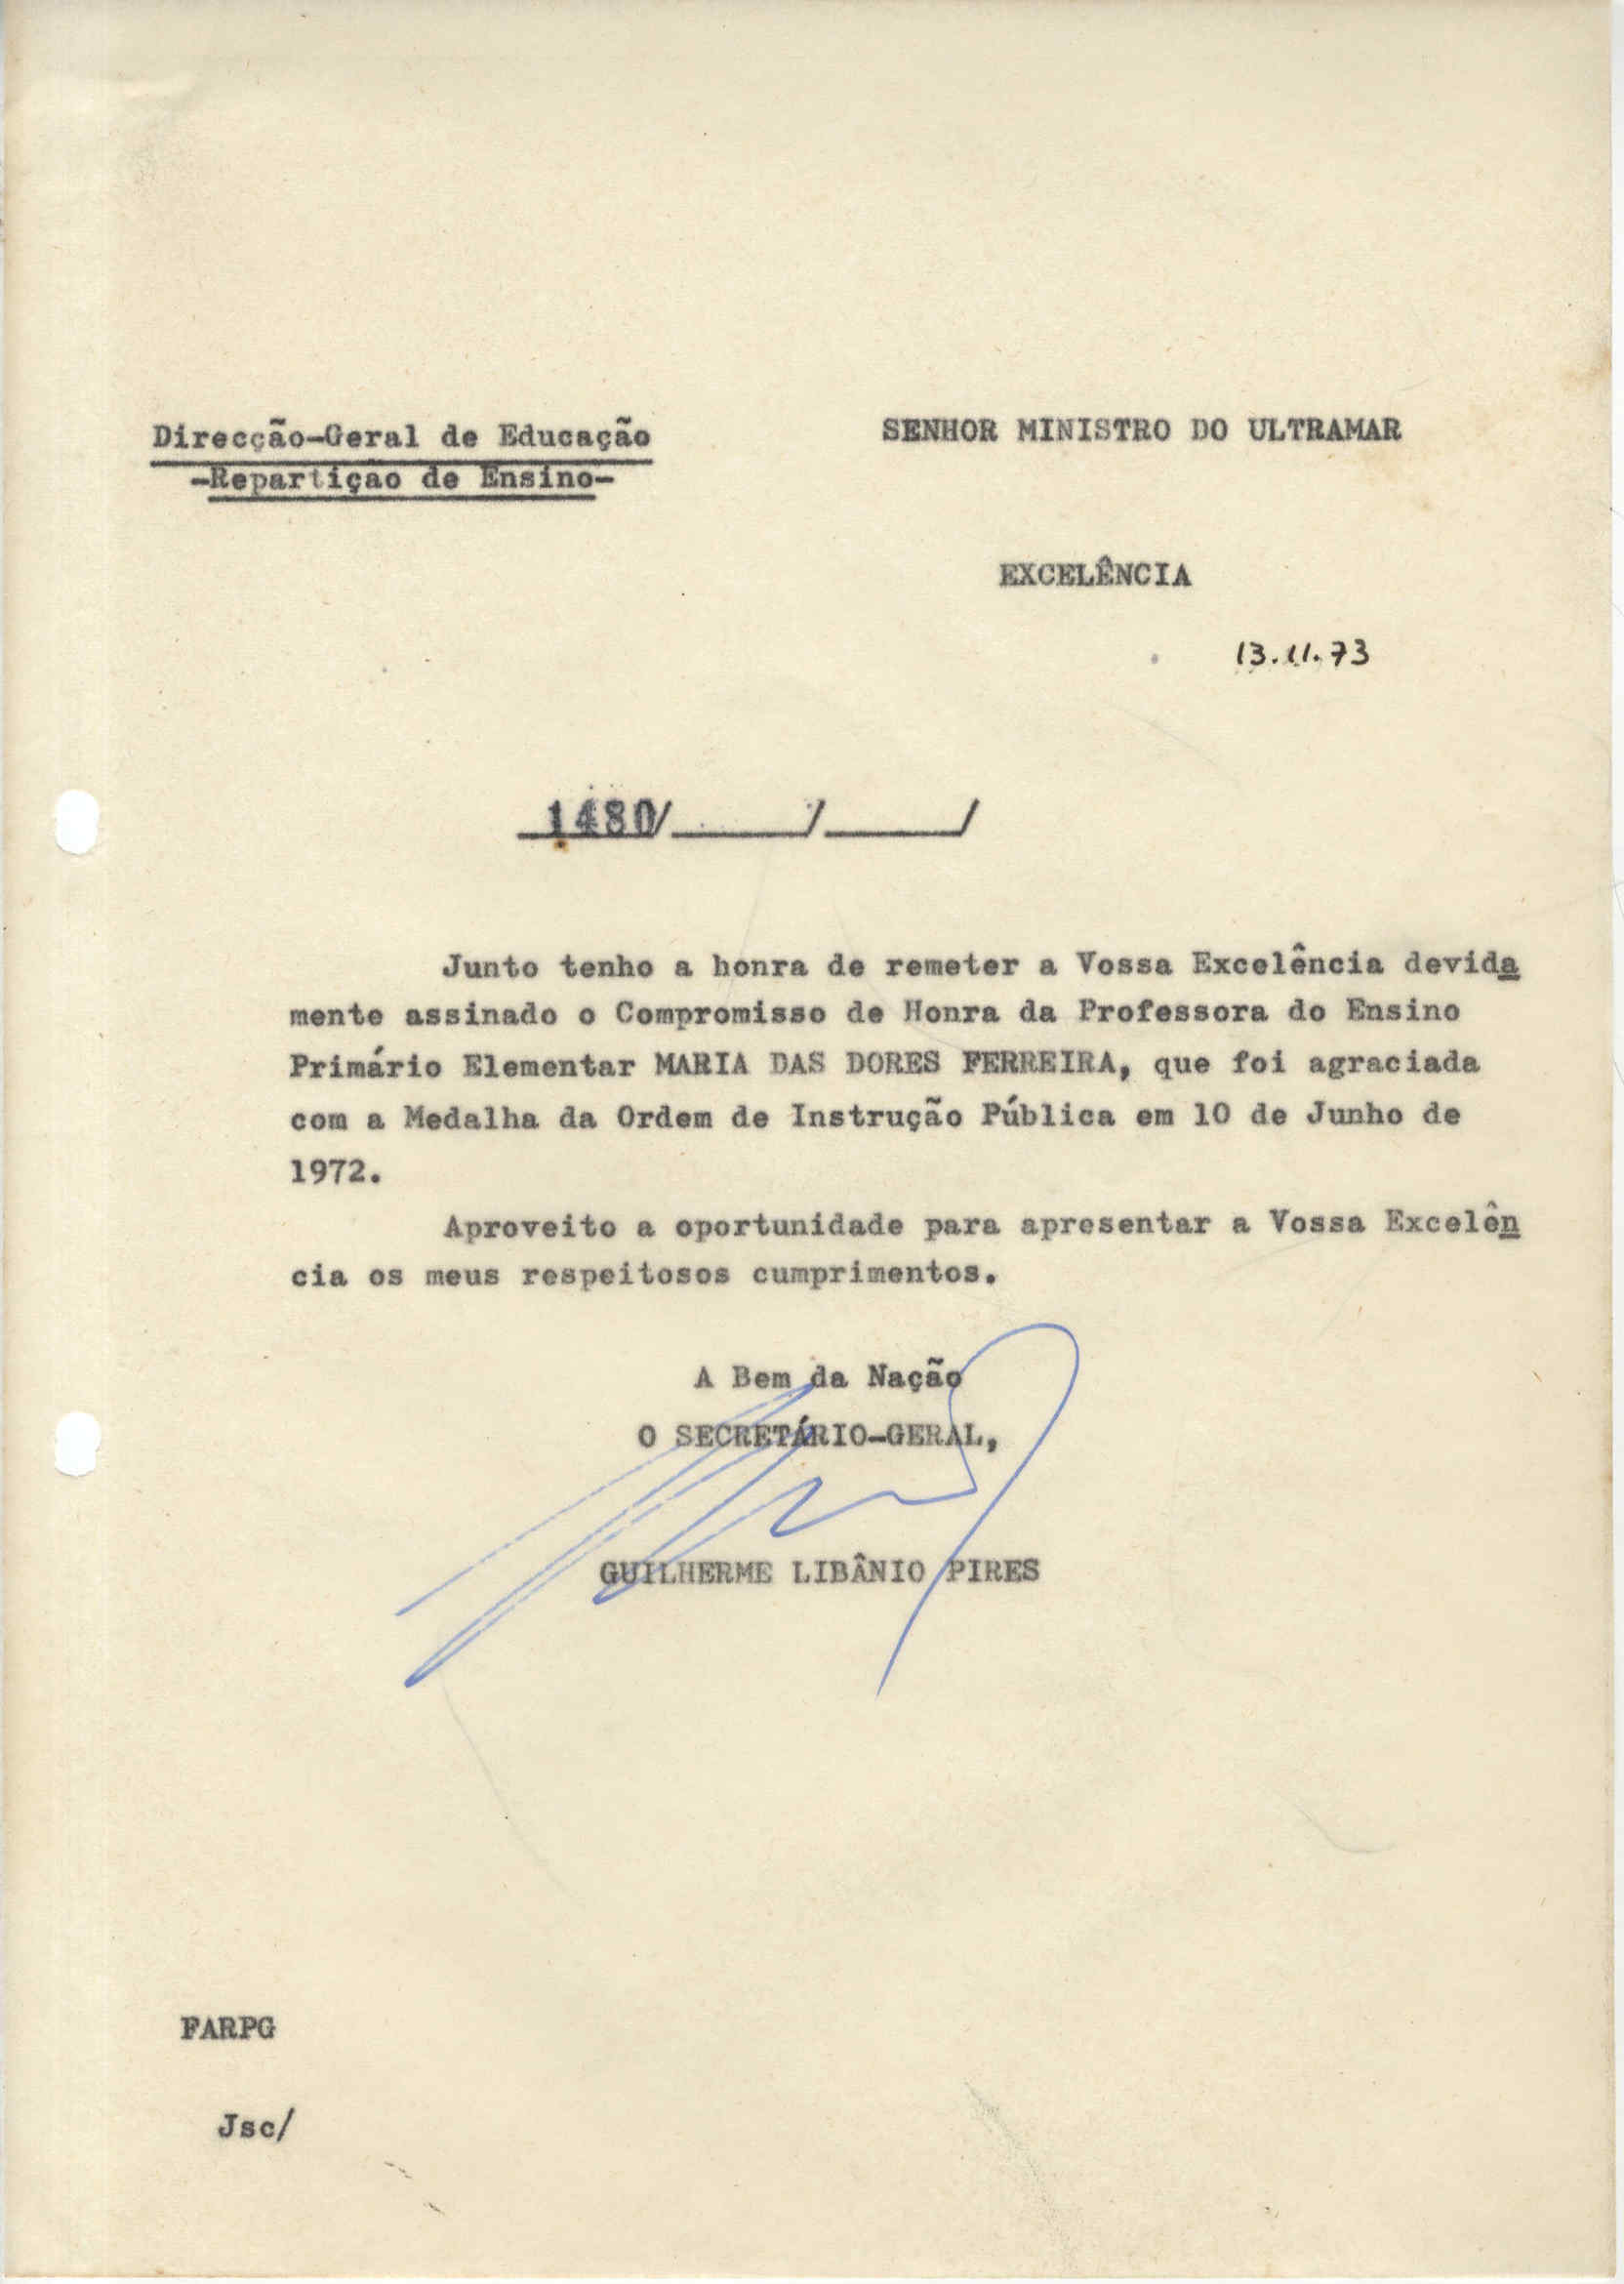 Direcção-Geral de Educação
-Repartiçao de Ensino-
SENHOR MINISTRO DO ULTRAMAR
EXCELÊNCIA
13.11.73
1480/ / /
Junto tenho a honra de remeter a Vossa Excelência devida
mente assinado o Compromisso de Honra da Professora do Ensino
Primário Elementar MARIA DAS DORES FERREIRA, que foi agraciada
com a Medalha da Ordem de Instrução Pública em 10 de Junho de
1972.
Aproveito a oportunidade para apresentar a Vossa Excelên
cia os meus respeitosos cumprimentos.
A Bem da Nação
O SECRETÁRIO-GERAL,
GUILHERME LIBÂNIO PIRES
FARPG
Jsc/